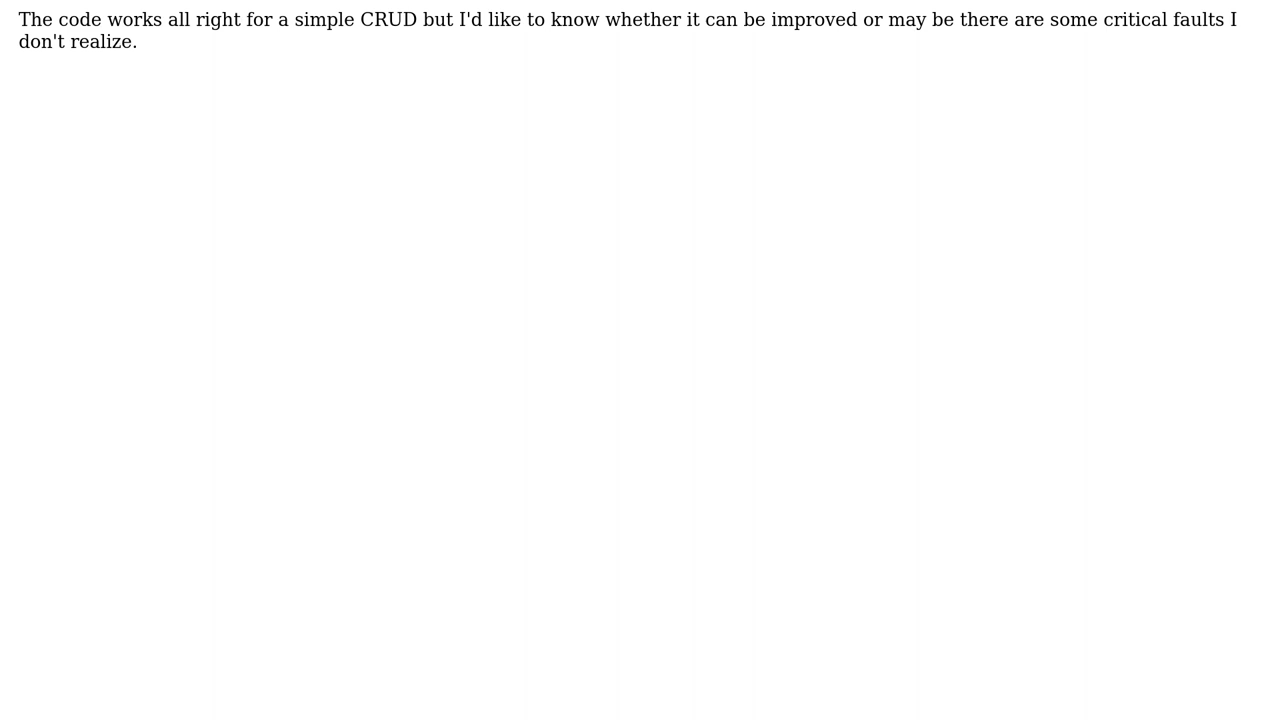 The code works all right for a simple CRUD but I'd like to know whether it can be improved or may be there are some critical faults I
don't realize.